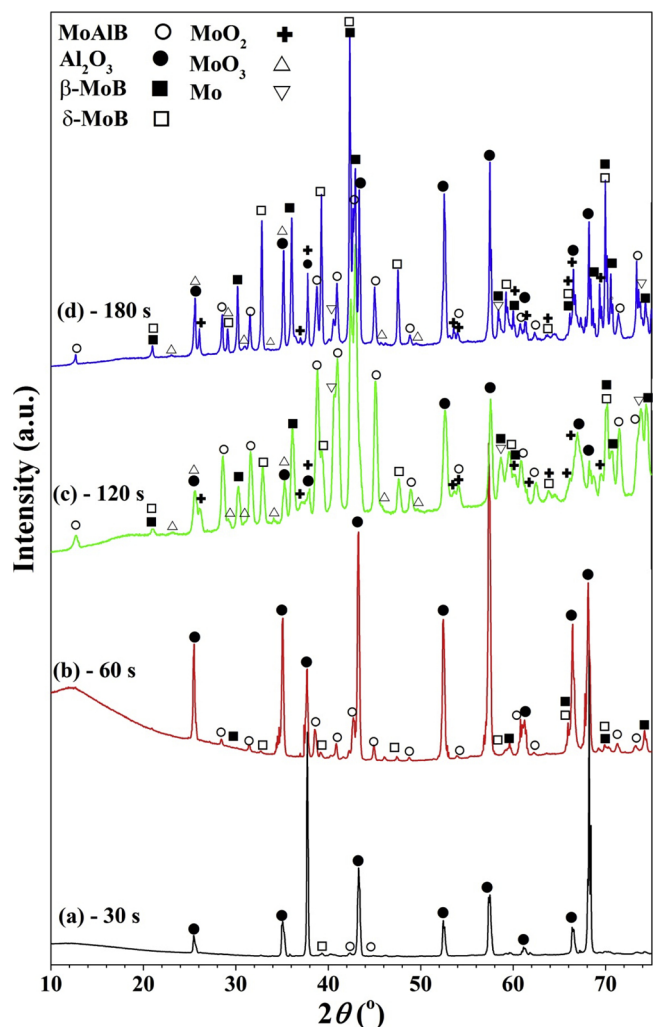 MoAlB ○ MoO₂ ✚
Al₂O₃ ● MoO₃ △
β-MoB ■ Mo ▽
δ-MoB □
(d) - 180 s
(c) - 120 s
(b) - 60 s
(a) - 30 s
Intensity (a.u.)
10 20 30 40 50 60 70
2θ (°)